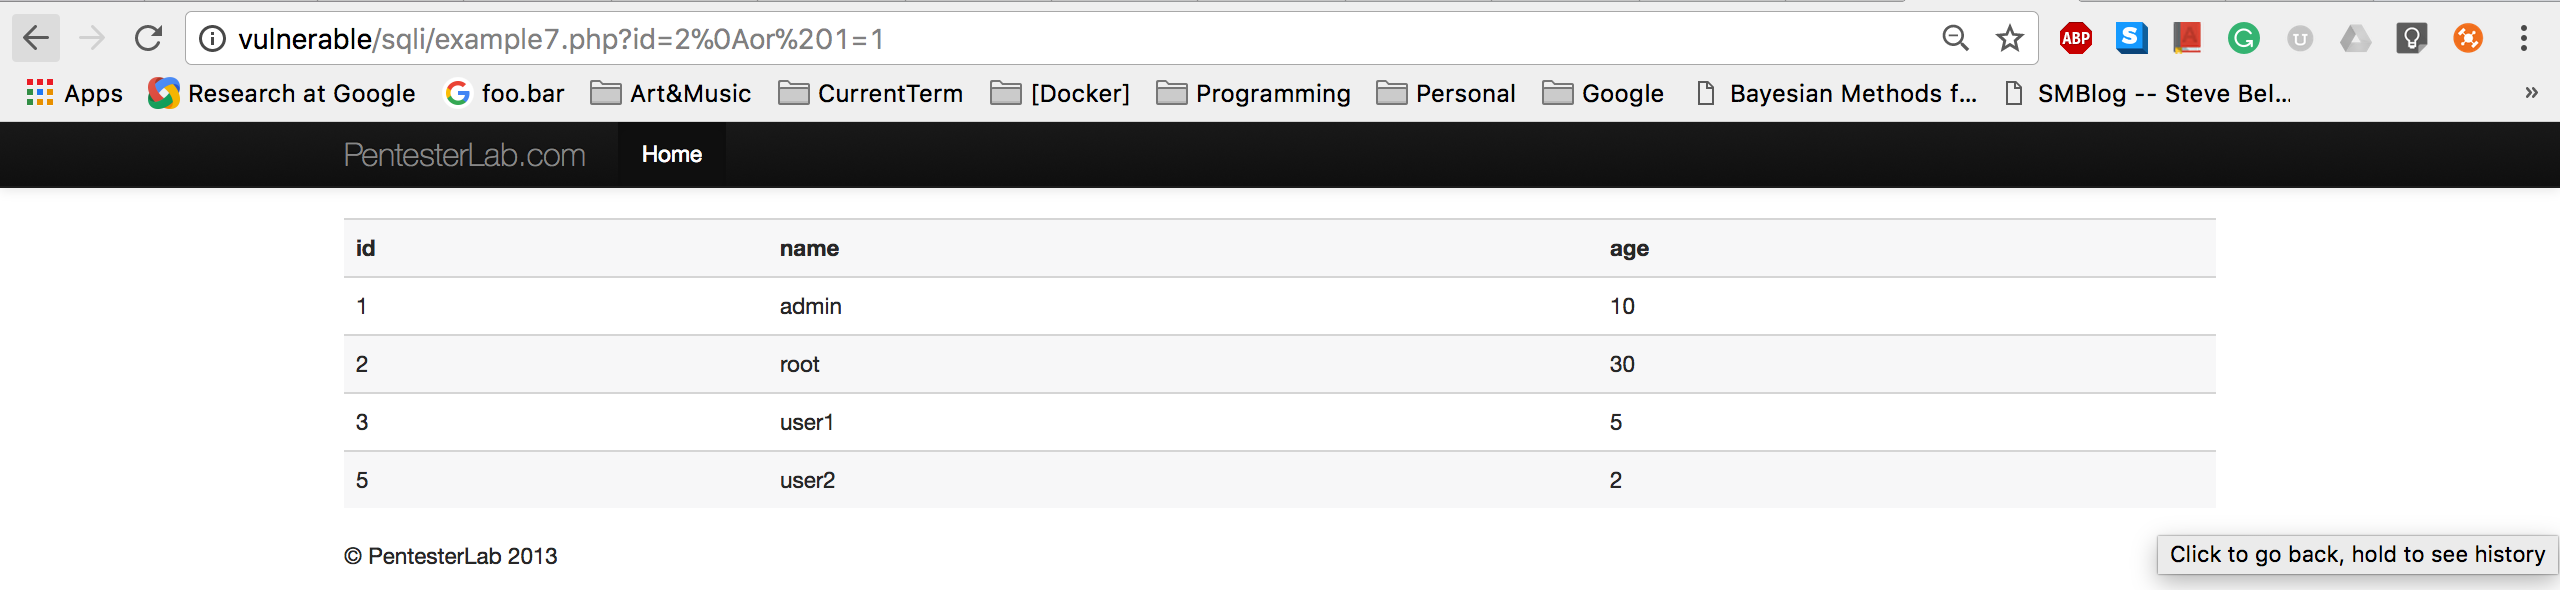 vulnerable/sqli/example7.php?id=2%0Aor%201=1
ABP S A G U
Apps Research at Google G foo.bar Art&Music CurrentTerm [Docker] Programming Personal Google Bayesian Methods f... SMBlog -- Steve Bel... »
PentesterLab.com Home
id name age
1 admin 10
2 root 30
3 user1 5
5 user2 2
© PentesterLab 2013
Click to go back, hold to see history